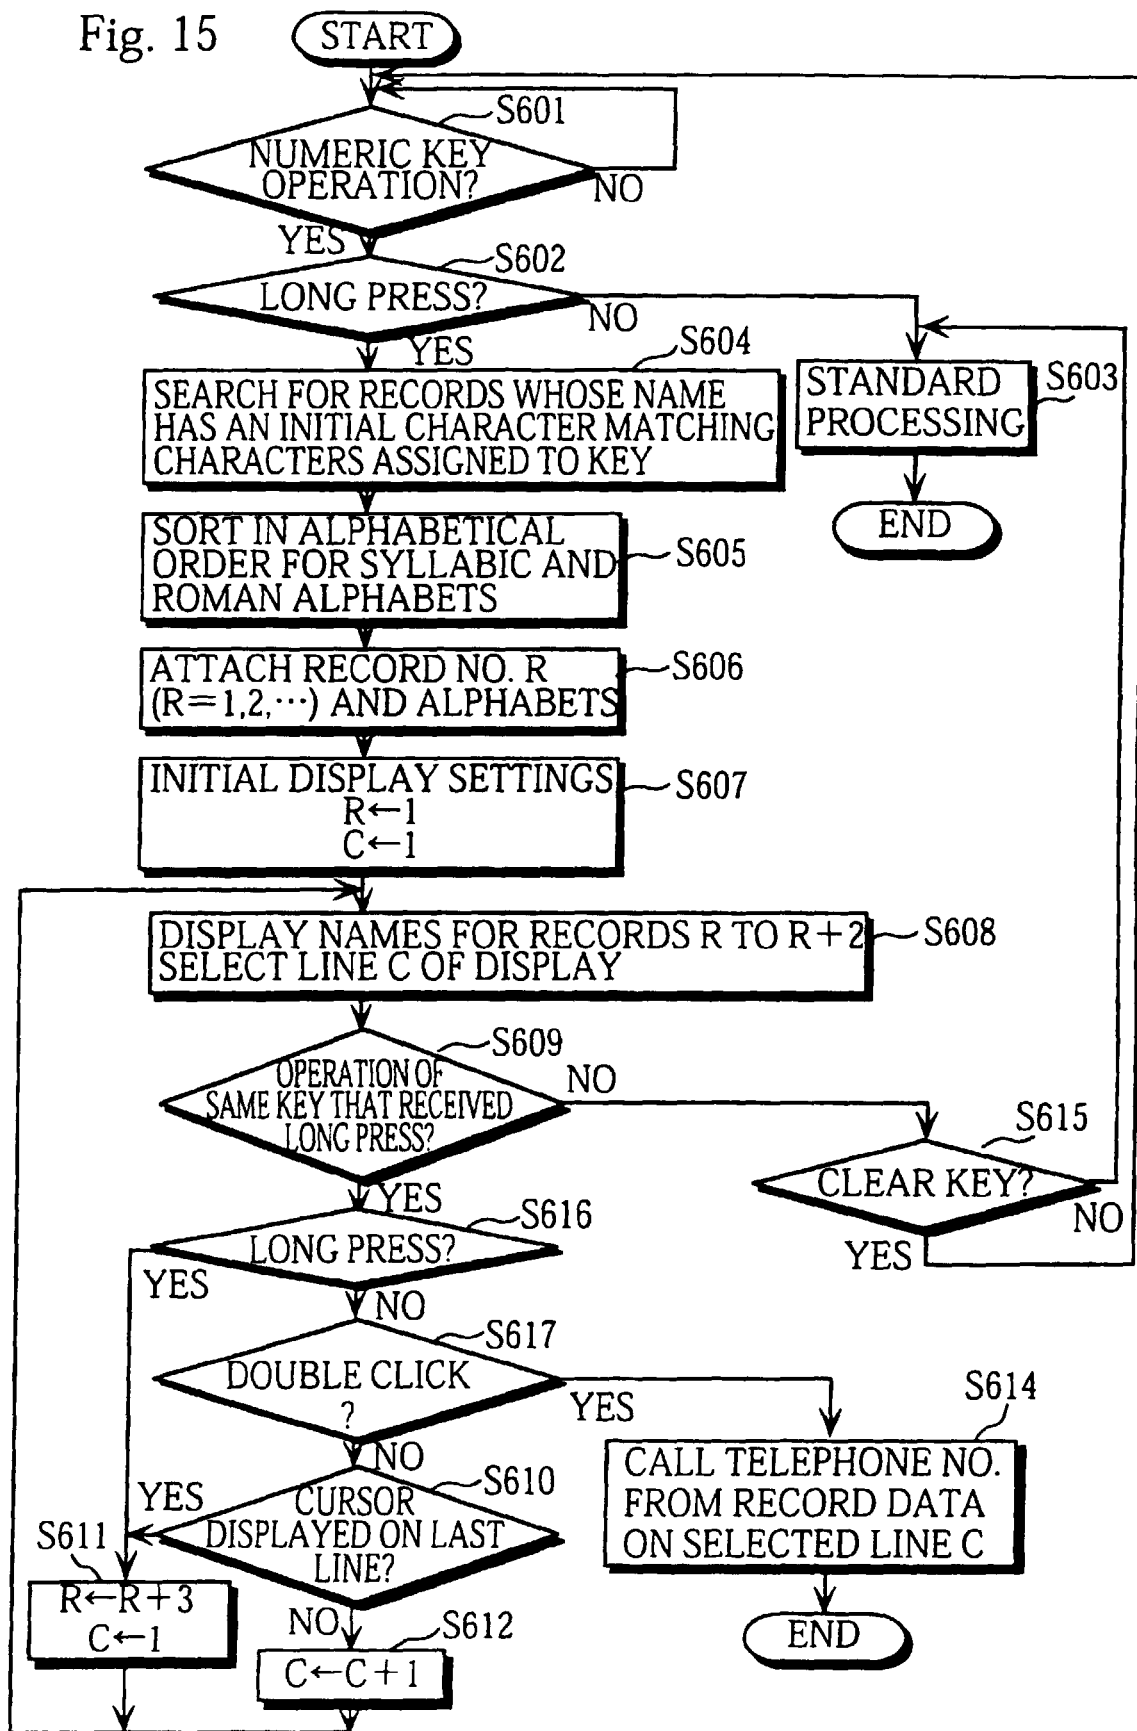 Fig. 15
START
S601
NUMERIC KEY
OPERATION?
NO
YES
S602
LONG PRESS?
NO
YES
S604
SEARCH FOR RECORDS WHOSE NAME
HAS AN INITIAL CHARACTER MATCHING
CHARACTERS ASSIGNED TO KEY
STANDARD
PROCESSING
S603
END
SORT IN ALPHABETICAL
ORDER FOR SYLLABIC AND
ROMAN ALPHABETS
S605
ATTACH RECORD NO. R
(R=1,2,···) AND ALPHABETS
S606
INITIAL DISPLAY SETTINGS
R←1
C←1
S607
DISPLAY NAMES FOR RECORDS R TO R+2
SELECT LINE C OF DISPLAY
S608
S609
OPERATION OF
SAME KEY THAT RECEIVED
LONG PRESS?
NO
YES
S615
CLEAR KEY?
NO
YES
S616
LONG PRESS?
YES
NO
S617
DOUBLE CLICK
?
YES
NO
S614
CALL TELEPHONE NO.
FROM RECORD DATA
ON SELECTED LINE C
END
S610
CURSOR
DISPLAYED ON LAST
LINE?
YES
NO
S611
R←R+3
C←1
S612
C←C+1